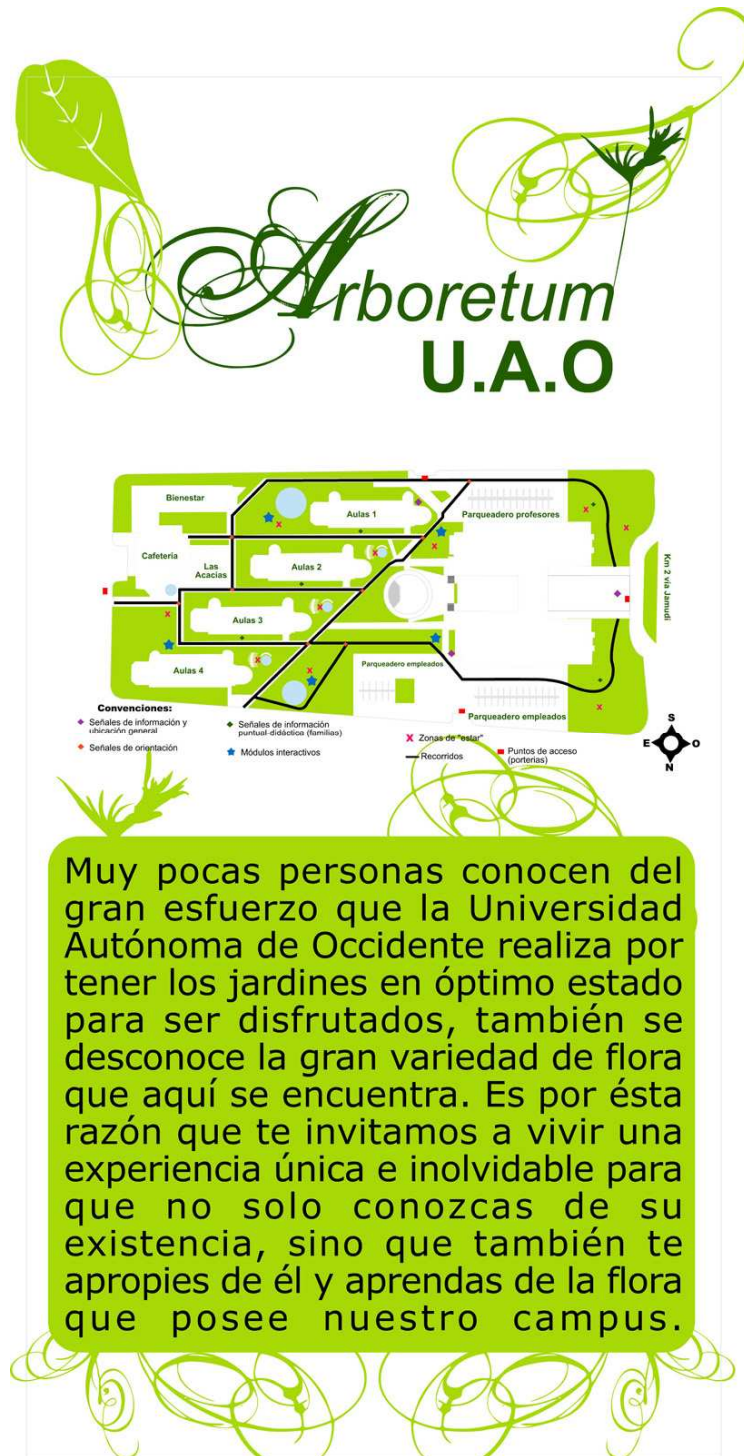 Arboretum
U.A.O
Bienestar
Aulas 1
Parqueadero profesores
Cafetería
Las
Acacias
Aulas 2
Km 2 vía Jamudí
Aulas 3
Aulas 4
Parqueadero empleados
Parqueadero empleados
Convenciones:
Señales de información y
ubicación general
Señales de orientación
Señales de información
puntual-didáctica (familias)
Módulos interactivos
Zonas de "estar"
Recorridos
Puntos de acceso
(porterias)
S
E
O
N
Muy pocas personas conocen del
gran esfuerzo que la Universidad
Autónoma de Occidente realiza por
tener los jardines en óptimo estado
para ser disfrutados, también se
desconoce la gran variedad de flora
que aquí se encuentra. Es por ésta
razón que te invitamos a vivir una
experiencia única e inolvidable para
que no solo conozcas de su
existencia, sino que también te
apropies de él y aprendas de la flora
que posee nuestro campus.